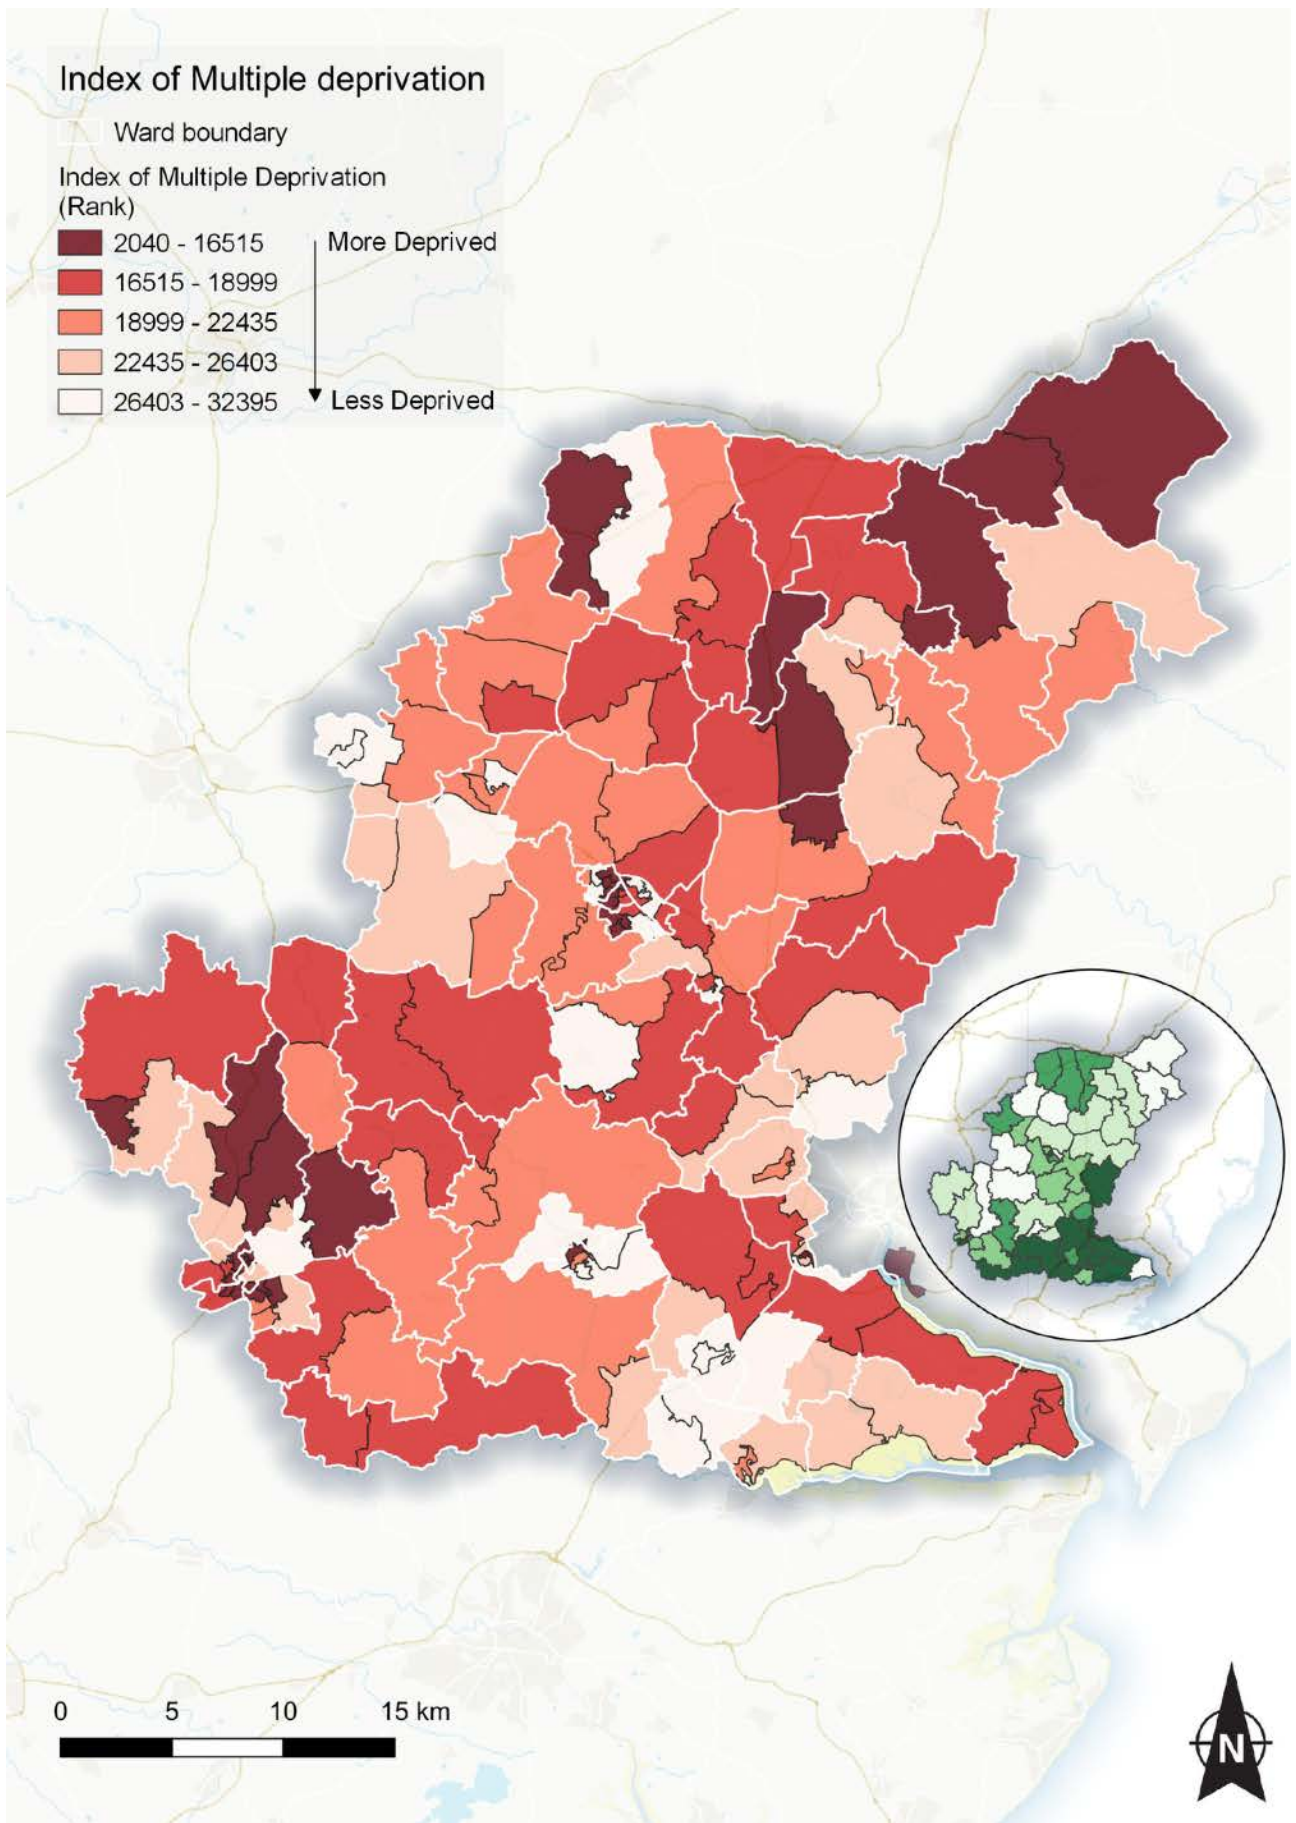 Index of Multiple deprivation
Ward boundary
Index of Multiple Deprivation
(Rank)
2040 - 16515
More Deprived
16515 - 18999
18999 - 22435
22435 - 26403
26403 - 32395
Less Deprived
0 5 10 15 km
N